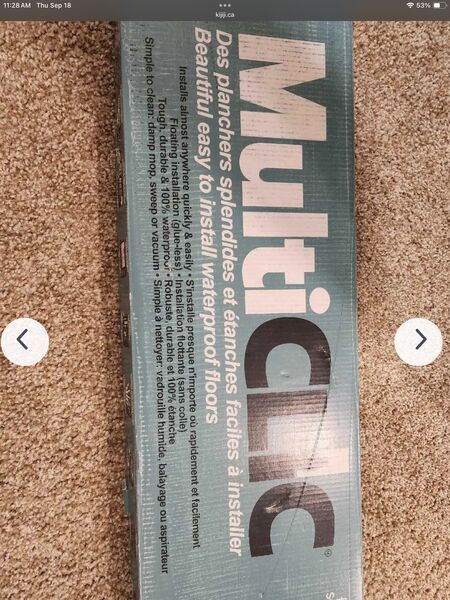 11:28 AM Thu Sep 18
kijiji.ca
53%
MultiCLIC®
Des planchers splendides et étanches faciles à installer
Beautiful easy to install waterproof floors
Installs almost anywhere quickly & easily • S'installe presque n'importe où rapidement et facilement
Floating installation (glue-less) • Installation flottante (sans colle)
Tough, durable & 100% waterproof • Robuste, durable et 100% étanche
Simple to clean: damp mop, sweep or vacuum • Simple à nettoyer: vadrouille humide, balayage ou aspirateur